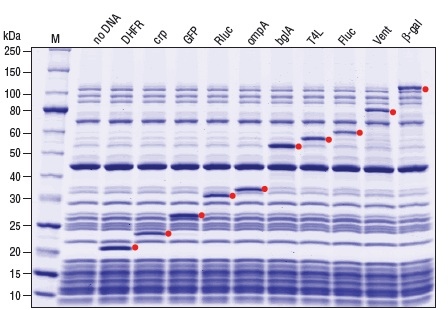 kDa
M
no DNA
DHFR
crp
GFP
Rluc
ompA
bglA
T4L
Fluc
Vent
β-gal
250
150
100
80
60
50
40
30
25
20
15
10